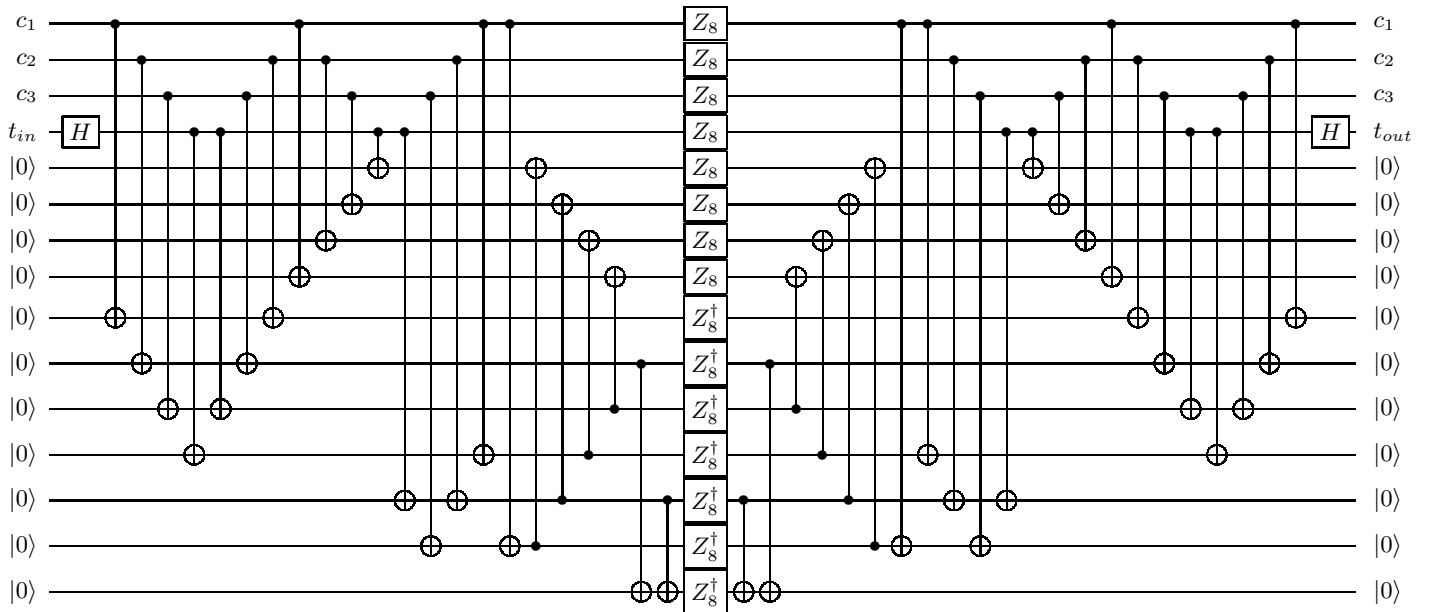 c₁ Z₈ c₁
c₂ Z₈ c₂
c₃ Z₈ c₃
t_in H Z₈ H t_out
|0⟩ Z₈ |0⟩
|0⟩ Z₈ |0⟩
|0⟩ Z₈ |0⟩
|0⟩ Z₈ |0⟩
|0⟩ Z₈† |0⟩
|0⟩ Z₈† |0⟩
|0⟩ Z₈† |0⟩
|0⟩ Z₈† |0⟩
|0⟩ Z₈† |0⟩
|0⟩ Z₈† |0⟩
|0⟩ Z₈† |0⟩